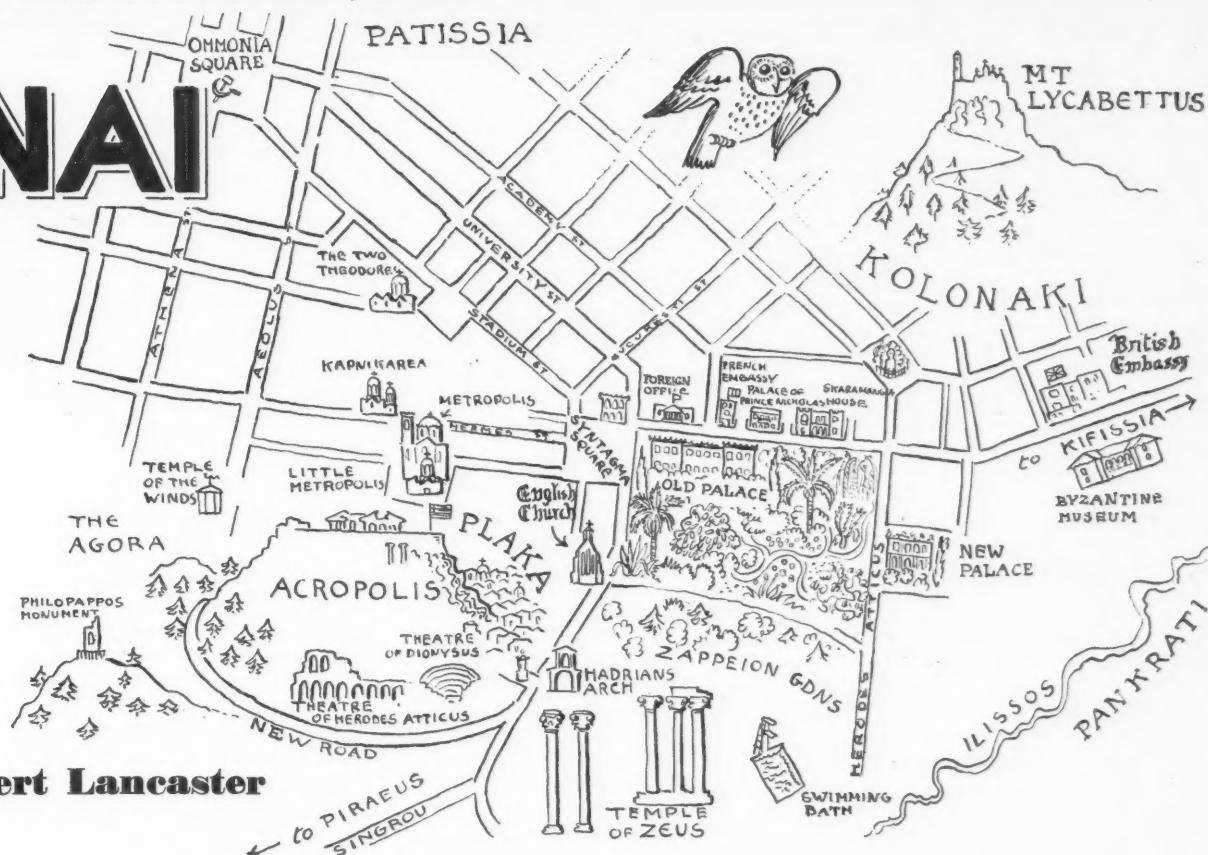 PATISSIA
OMMONIA
SQUARE
NAI
MT
LYCABETTUS
ACADEMY ST
UNIVERSITY ST
STADIUM ST
BUCURESTI ST
THE TWO
THEODORES
AEOLUS ST
KOLONAKI
British
Embassy
to KIFISSIA
BYZANTINE
MUSEUM
KAPNIKAREA
METROPOLIS
HERMES ST
LITTLE
METROPOLIS
SYNTAGMA
SQUARE
FOREIGN
OFFICE
FRENCH
EMBASSY
PALACE OF
PRINCE NICHOLAS
SKARAMANGA
HOUSE
TEMPLE
OF THE
WINDS
English
Church
OLD PALACE
NEW
PALACE
THE
AGORA
PLAKA
ACROPOLIS
PHILOPAPPOS
MONUMENT
THEATRE
OF DIONYSUS
THEATRE
OF HERODES ATTICUS
NEW ROAD
HADRIANS
ARCH
ZAPPEION GDNS
HERODES ATTICUS
ILISSOS
PANKRATI
ert Lancaster
to PIRAEUS
SINGROU
TEMPLE
OF ZEUS
SWIMMING
BATH